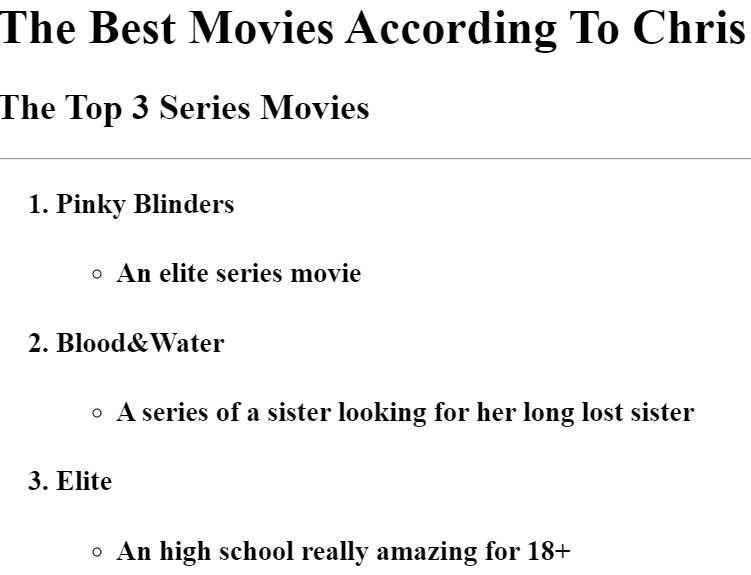 The Best Movies According To Chris
The Top 3 Series Movies
1. Pinky Blinders
An elite series movie
2. Blood&Water
A series of a sister looking for her long lost sister
3. Elite
An high school really amazing for 18+